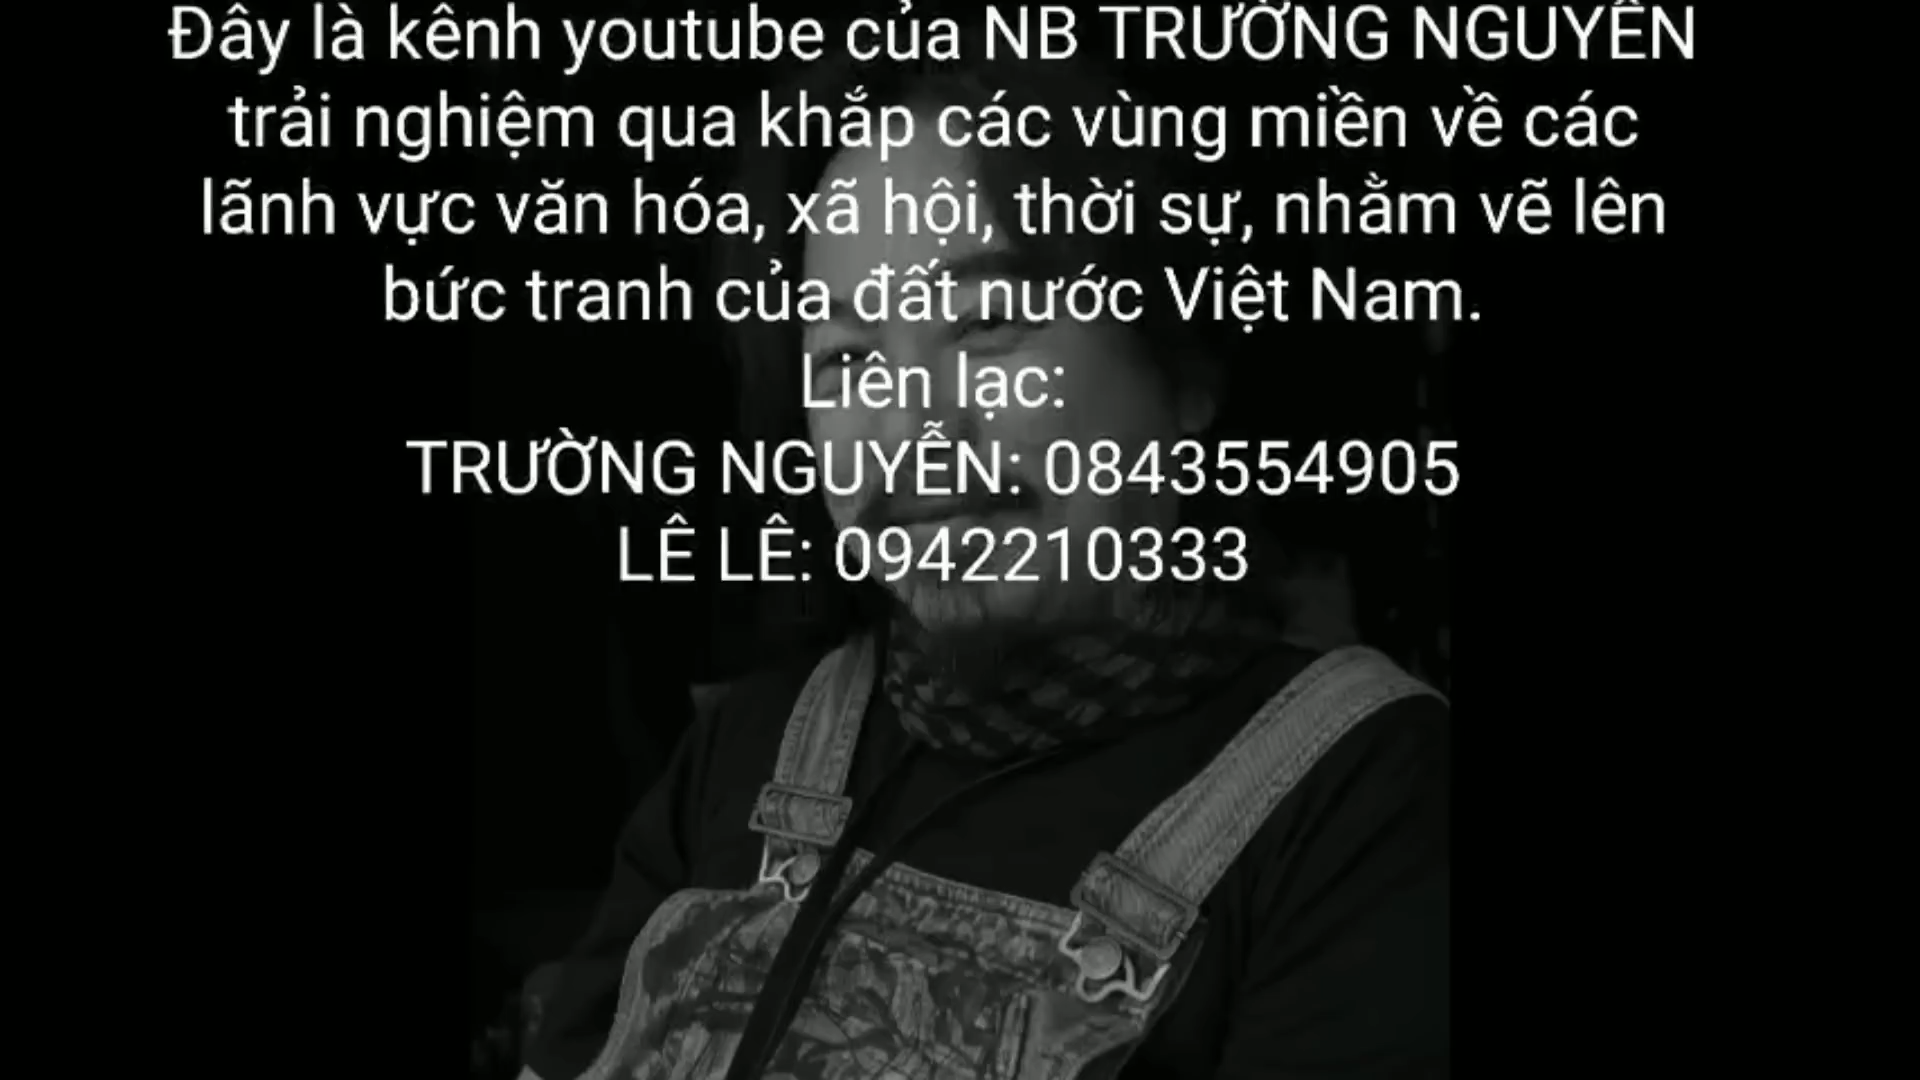 Đây là kênh youtube của NB TRƯỜNG NGUYỄN
trải nghiệm qua khắp các vùng miền về các
lãnh vực văn hóa, xã hội, thời sự, nhằm vẽ lên
bức tranh của đất nước Việt Nam.
Liên lạc:
TRƯỜNG NGUYỄN: 0843554905
LÊ LÊ: 0942210333